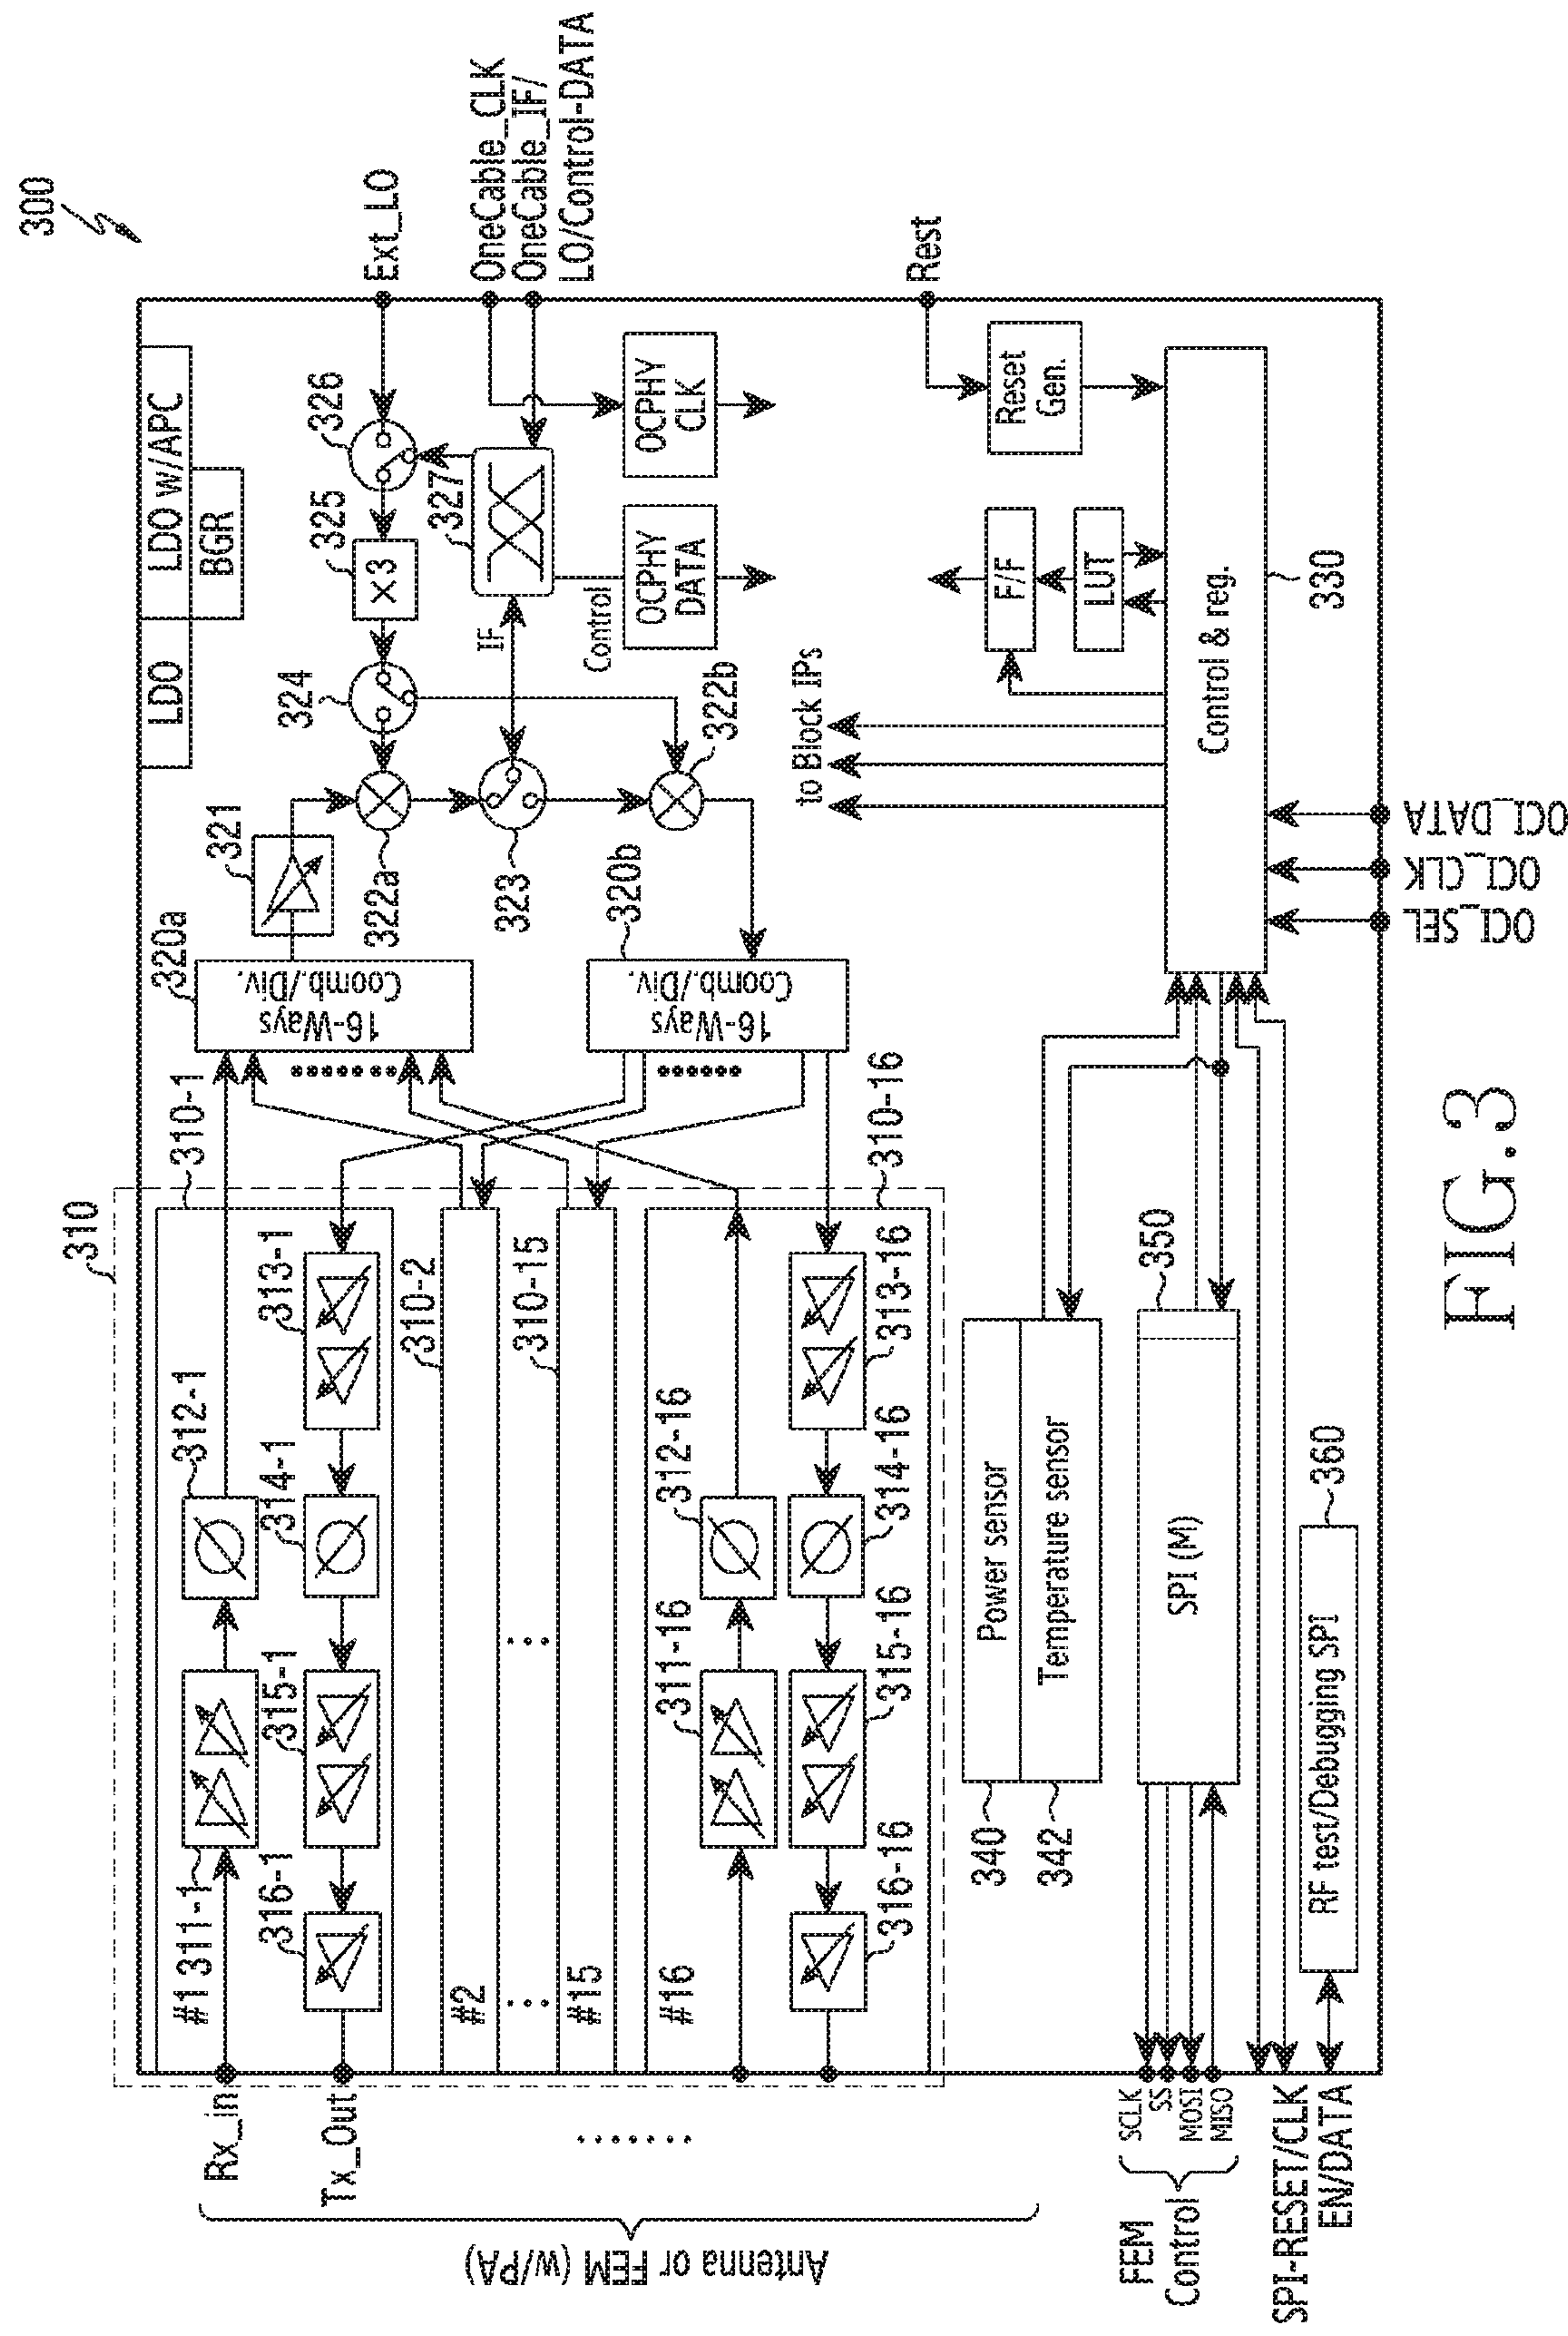 300
LDO
LDO w/APC
BGR
310
310-1
320a
321
322a
324
325
×3
326
Ext_LO
OneCable_CLK
OneCable_IF/
LO/Control-DATA
327
IF
Control
323
322b
320b
16-Ways
Coomb./Div.
16-Ways
Coomb./Div.
OCPHY
DATA
OCPHY
CLK
Rx_in
Tx_Out
Antenna or FEM (w/PA)
#1
311-1
312-1
316-1
315-1
314-1
313-1
#2
310-2
#15
310-15
#16
311-16
312-16
310-16
316-16
315-16
314-16
313-16
to Block IPs
F/F
LUT
Reset
Gen.
Rest
Control & reg.
330
OCI_SEL
OCI_CLK
OCI_DATA
340
Power sensor
342
Temperature sensor
350
SPI (M)
FEM
Control
SCLK
SS
MOSI
MISO
SPI-RESET/CLK
EN/DATA
RF test/Debugging SPI
360
FIG.3